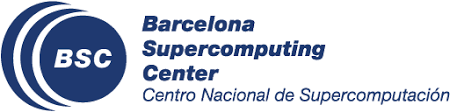 BSC
Barcelona
Supercomputing
Center
Centro Nacional de Supercomputación